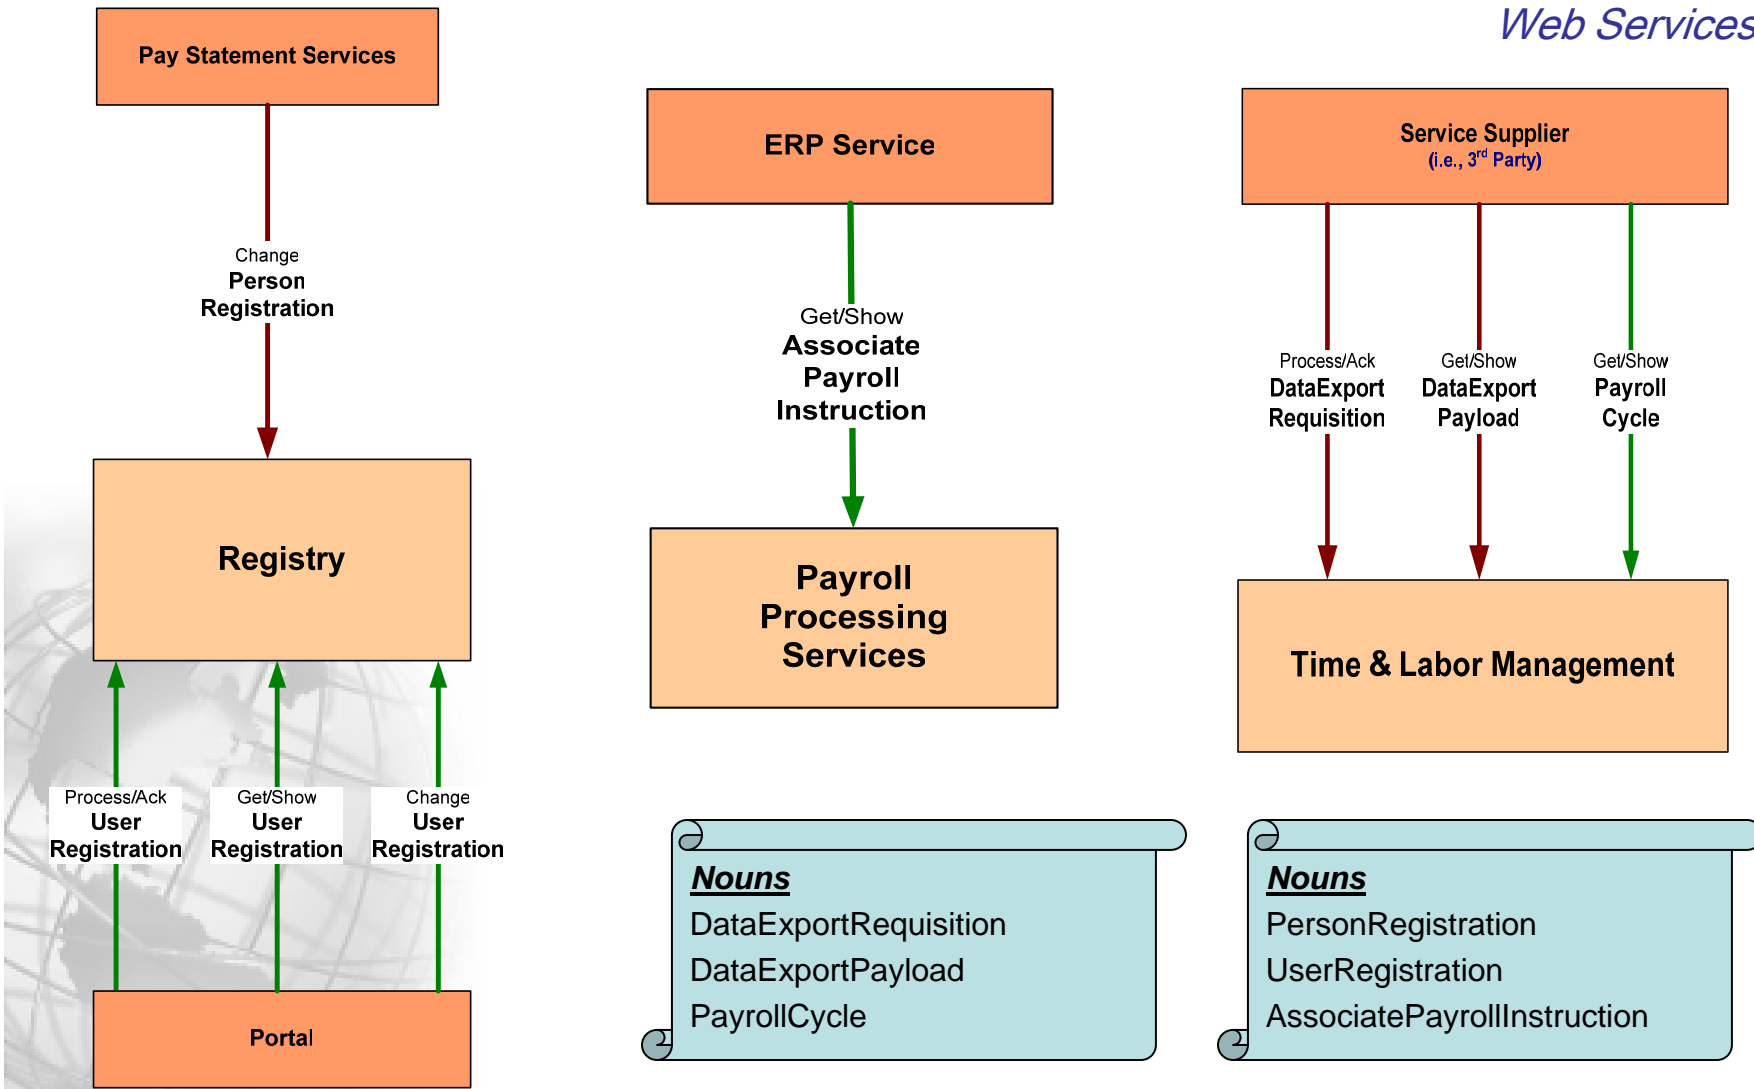 Web Services
Pay Statement Services
Change
Person
Registration
Registry
Process/Ack
User
Registration
Get/Show
User
Registration
Change
User
Registration
Portal
ERP Service
Get/Show
Associate
Payroll
Instruction
Payroll
Processing
Services
Service Supplier
(i.e., 3rd Party)
Process/Ack
DataExport
Requisition
Get/Show
DataExport
Payload
Get/Show
Payroll
Cycle
Time & Labor Management
Nouns
DataExportRequisition
DataExportPayload
PayrollCycle
Nouns
PersonRegistration
UserRegistration
AssociatePayrollInstruction